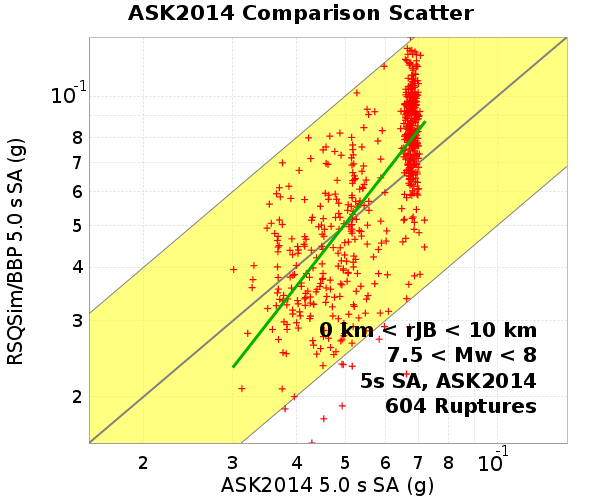 ASK2014 Comparison Scatter
RSQSim/BBP 5.0 s SA (g)
10⁻¹
8
7
6
5
4
3
2
0 km < rJB < 10 km
7.5 < Mw < 8
5s SA, ASK2014
604 Ruptures
2 3 4 5 6 7 8 10⁻¹
ASK2014 5.0 s SA (g)